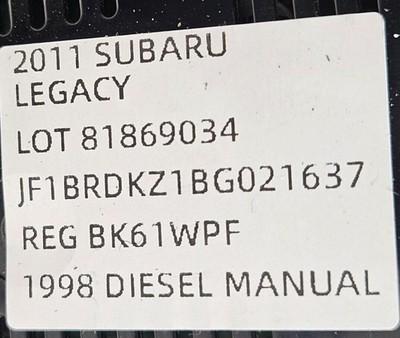 2011 SUBARU
LEGACY
LOT 81869034
JF1BRDKZ1BG021637
REG BK61WPF
1998 DIESEL MANUAL